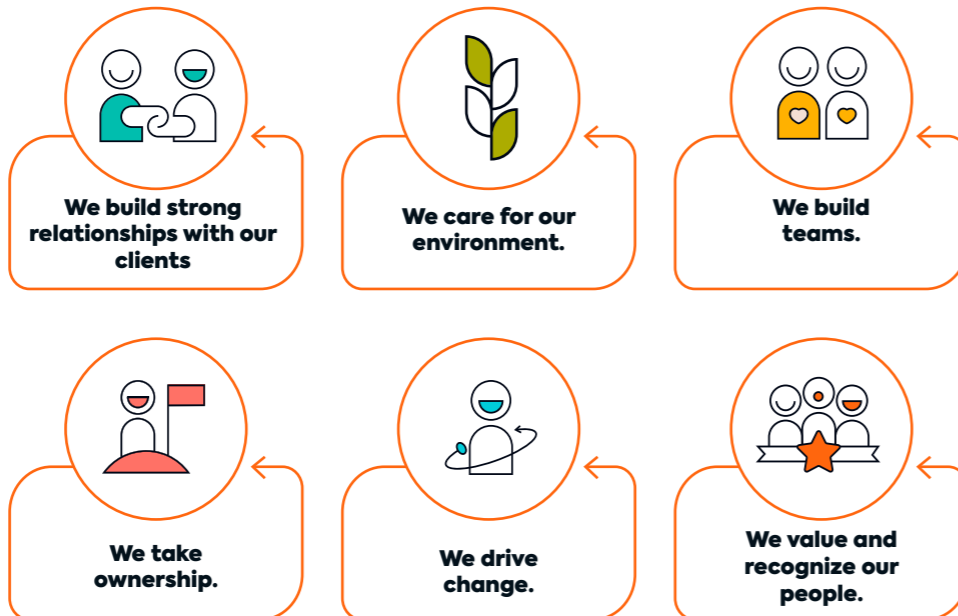 We build strong
relationships with our
clients
We care for our
environment.
We build
teams.
We take
ownership.
We drive
change.
We value and
recognize our
people.